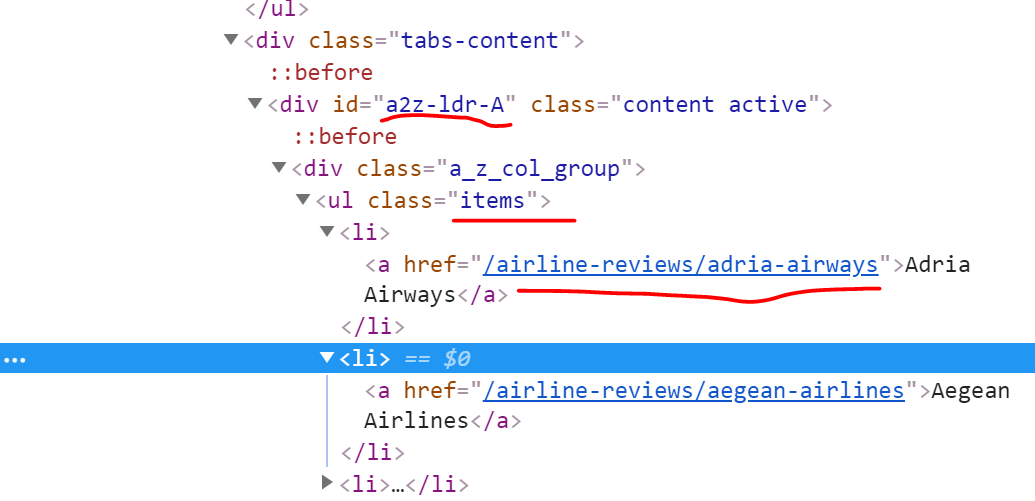 </ul>
▼<div class="tabs-content">
::before
▼<div id="a2z-ldr-A" class="content active">
::before
▼<div class="a_z_col_group">
▼<ul class="items">
▼<li>
<a href="/airline-reviews/adria-airways">Adria
Airways</a>
</li>
… ▼<li> == $0
<a href="/airline-reviews/aegean-airlines">Aegean
Airlines</a>
</li>
▶<li>…</li>